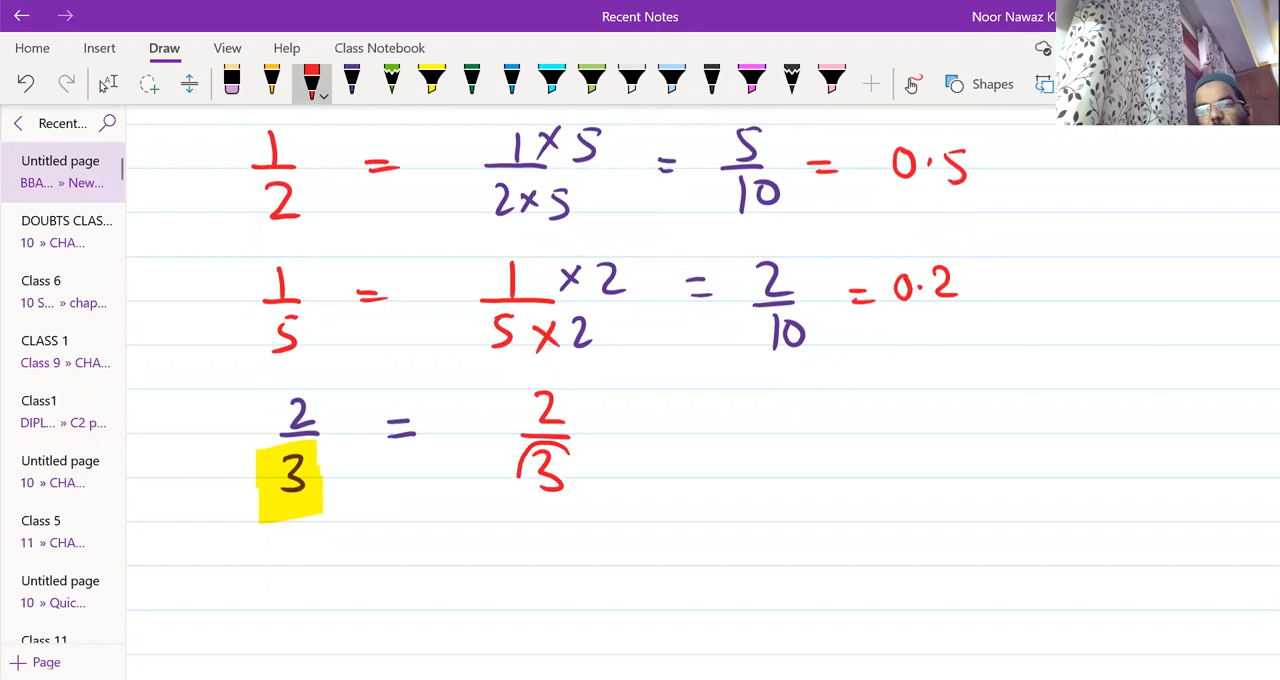 Recent Notes
Noor Nawaz Kh
Home Insert Draw View Help Class Notebook
Shapes
Recent...
Untitled page
BBA... » New...
DOUBTS CLAS...
10 » CHA...
Class 6
10 S... » chap...
CLASS 1
Class 9 » CHA...
Class1
DIPL... » C2 p...
Untitled page
10 » CHA...
Class 5
11 » CHA...
Untitled page
10 » Quic...
Class 11
Page
1/2 = 1 × 5/2 × 5 = 5/10 = 0.5
1/5 = 1 × 2/5 × 2 = 2/10 = 0.2
2/3 = 2/3